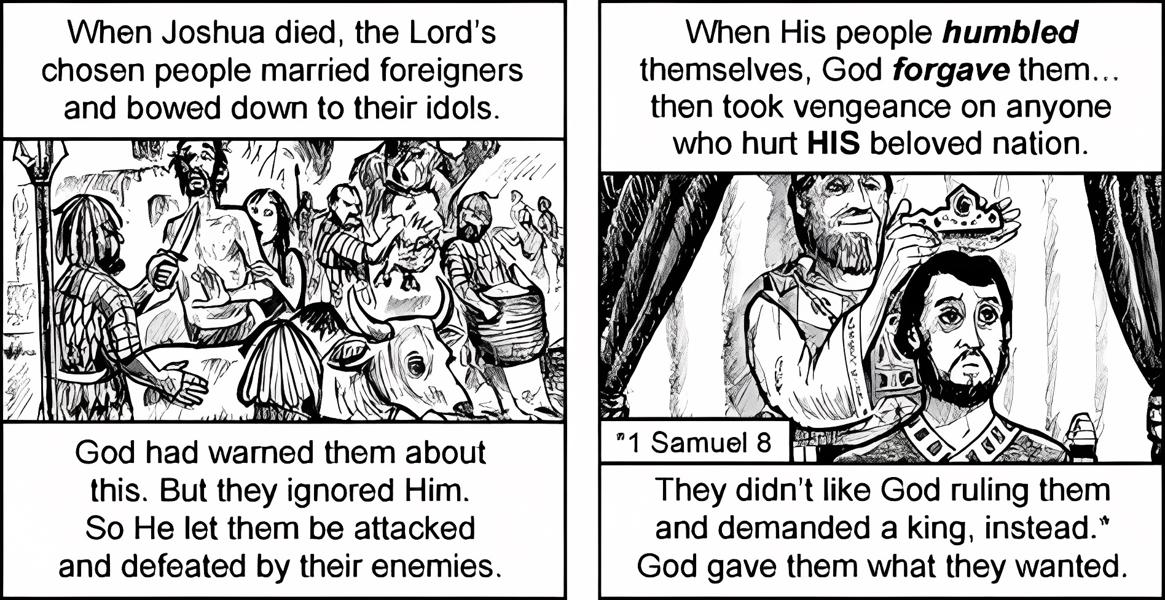 When Joshua died, the Lord's
chosen people married foreigners
and bowed down to their idols.
God had warned them about
this. But they ignored Him.
So He let them be attacked
and defeated by their enemies.
When His people humbled
themselves, God forgave them...
then took vengeance on anyone
who hurt HIS beloved nation.
*1 Samuel 8
They didn't like God ruling them
and demanded a king, instead.*
God gave them what they wanted.